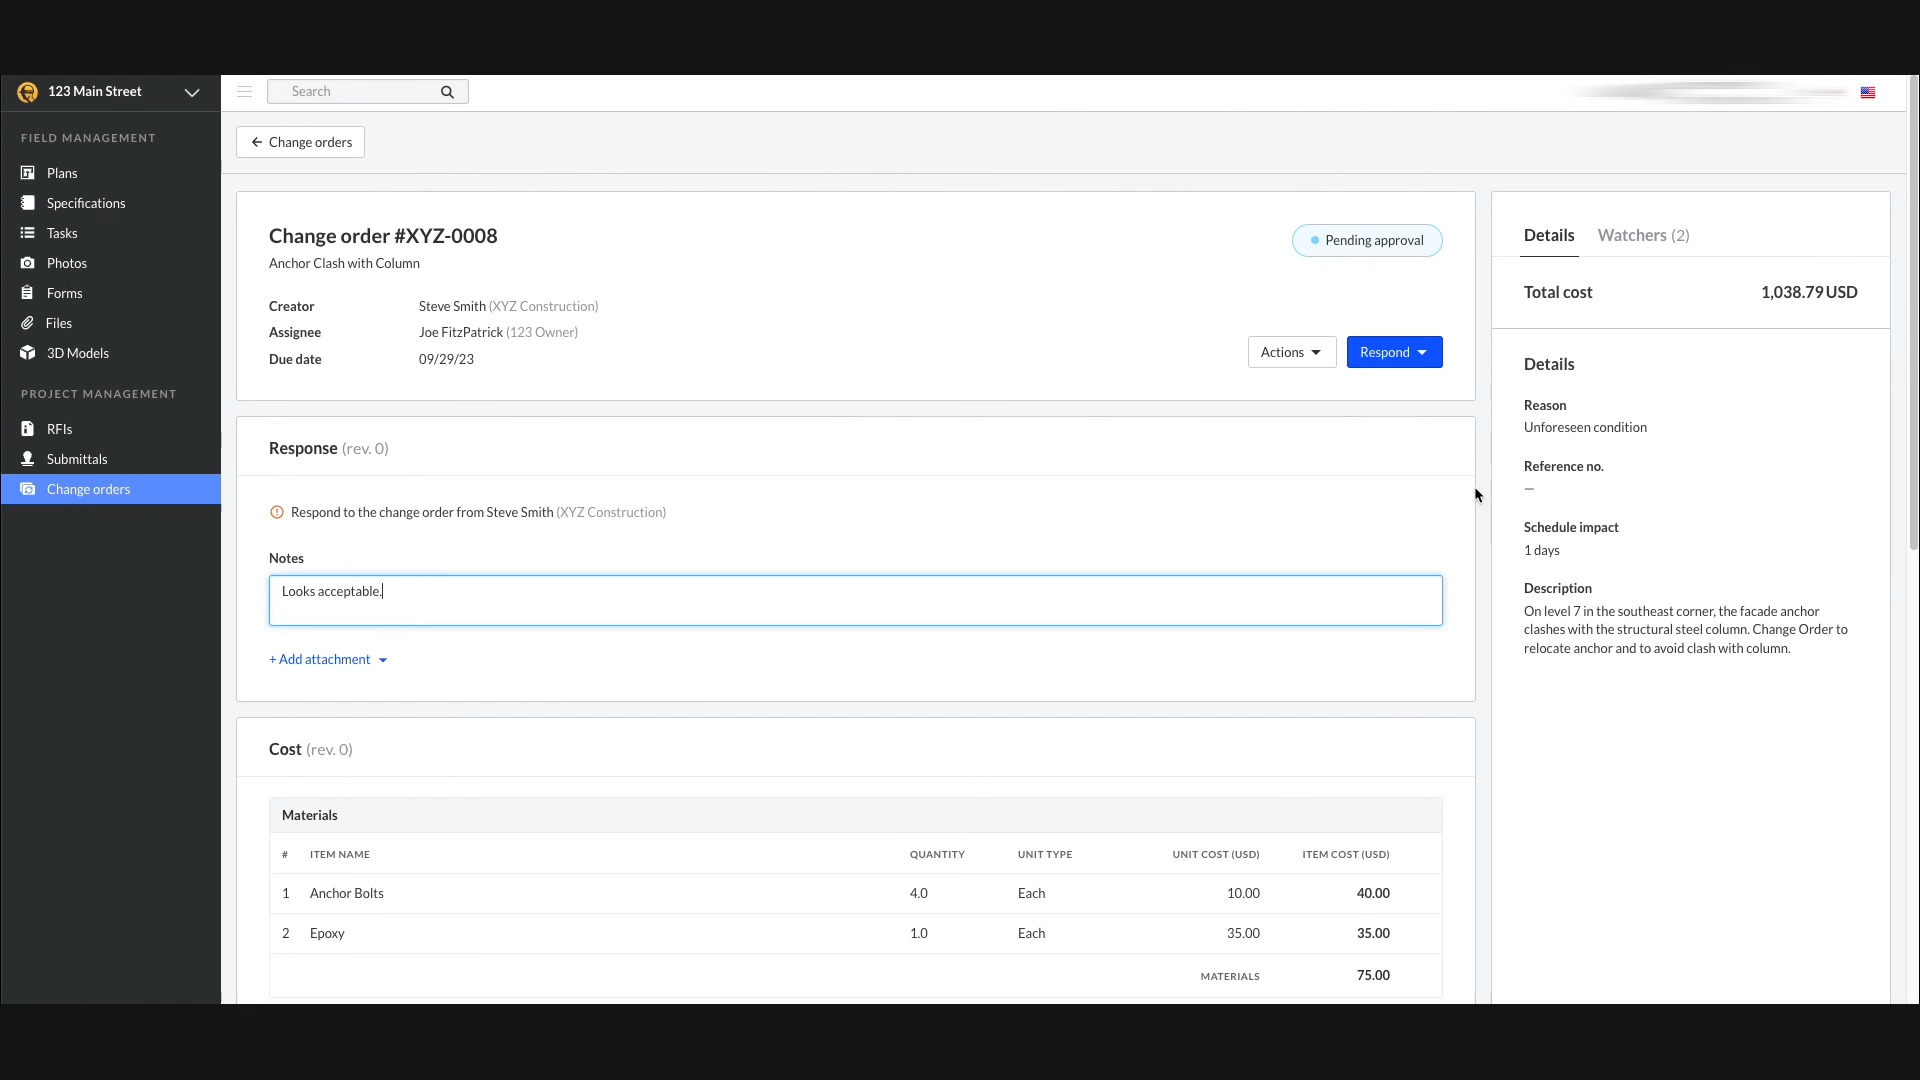 123 Main Street
Search
FIELD MANAGEMENT
Plans
Specifications
Tasks
Photos
Forms
Files
3D Models
PROJECT MANAGEMENT
RFIs
Submittals
Change orders
Change orders
Change order #XYZ-0008
Pending approval
Anchor Clash with Column
Creator Steve Smith (XYZ Construction)
Assignee Joe FitzPatrick (123 Owner)
Due date 09/29/23
Actions Respond
Response (rev. 0)
Respond to the change order from Steve Smith (XYZ Construction)
Notes
Looks acceptable.
+ Add attachment
Cost (rev. 0)
Materials
# ITEM NAME QUANTITY UNIT TYPE UNIT COST (USD) ITEM COST (USD)
1 Anchor Bolts 4.0 Each 10.00 40.00
2 Epoxy 1.0 Each 35.00 35.00
MATERIALS 75.00
Details Watchers (2)
Total cost 1,038.79 USD
Details
Reason
Unforeseen condition
Reference no.
—
Schedule impact
1 days
Description
On level 7 in the southeast corner, the facade anchor
clashes with the structural steel column. Change Order to
relocate anchor and to avoid clash with column.